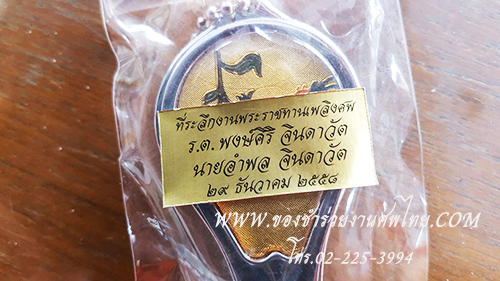 ที่ระลึกงานพระราชทานเพลิงศพ
ร.ต.พงษ์ศิริ จินดาวัต
นายอำพล จินดาวัต
๒๙ ธันวาคม ๒๕๕๘
www.ของชำร่วยงานศพไทย.COM
โทร.02-225-3994